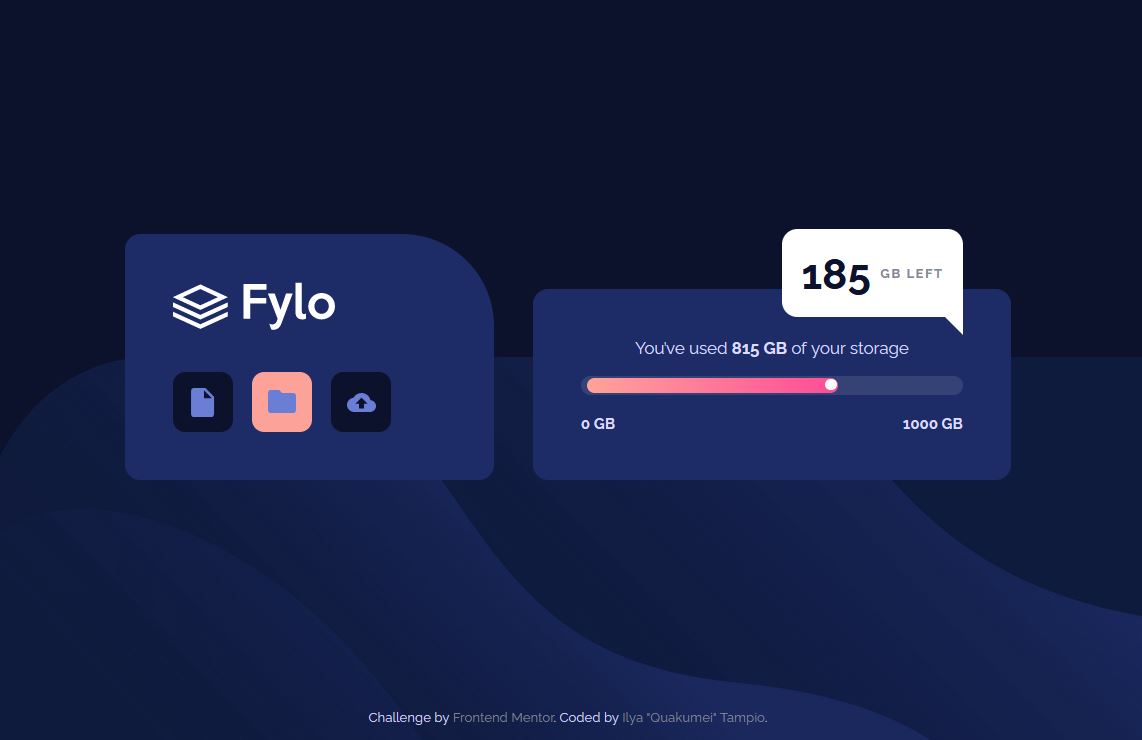 Fylo
185 GB LEFT
You've used 815 GB of your storage
0 GB 1000 GB
Challenge by Frontend Mentor. Coded by Ilya "Quakumei" Tampio.